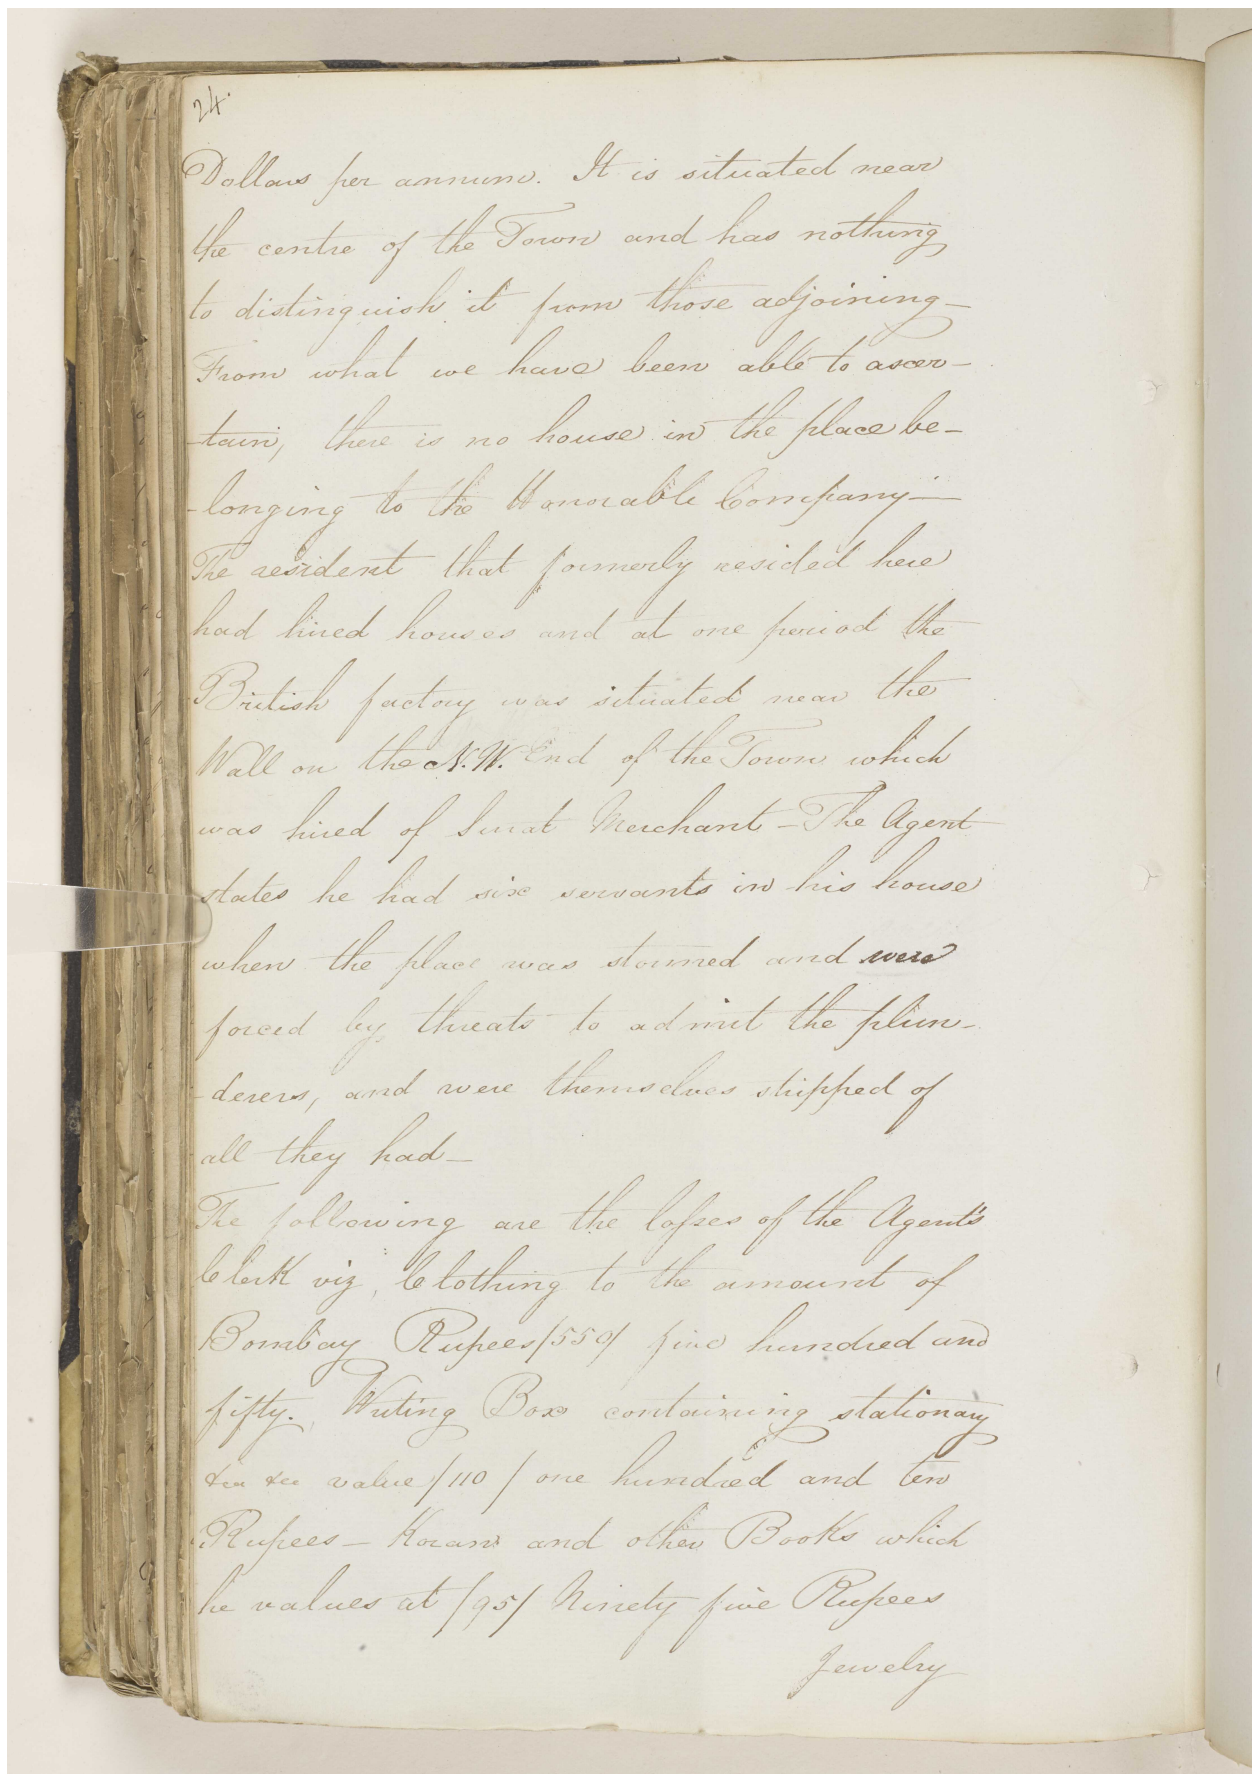 24.
Dollars per annum. It is situated near
the centre of the Town and has nothing
to distinguish it from those adjoining_
From what we have been able to ascer-
-tain, there is no house in the place be-
-longing to the Honorable Company_
The resident that formerly resided here
had hired houses and at one period the
British factory was situated near the
Wall on the N.W. End of the Town which
was hired of Surat Merchant_The Agent
states he had six servants in his house
when the place was stormed and were
forced by threats to admit the plun-
-derers, and were themselves stripped of
all they had_
The following are the losses of the Agent's
Clerk viz, Clothing to the amount of
Bombay Rupees/550/ five hundred and
fifty. Writing Box containing stationary
&ca &ca value/110/ one hundred and ten
Rupees_ Koran and other Books which
he values at /95/ Ninety five Rupees
Jewelry